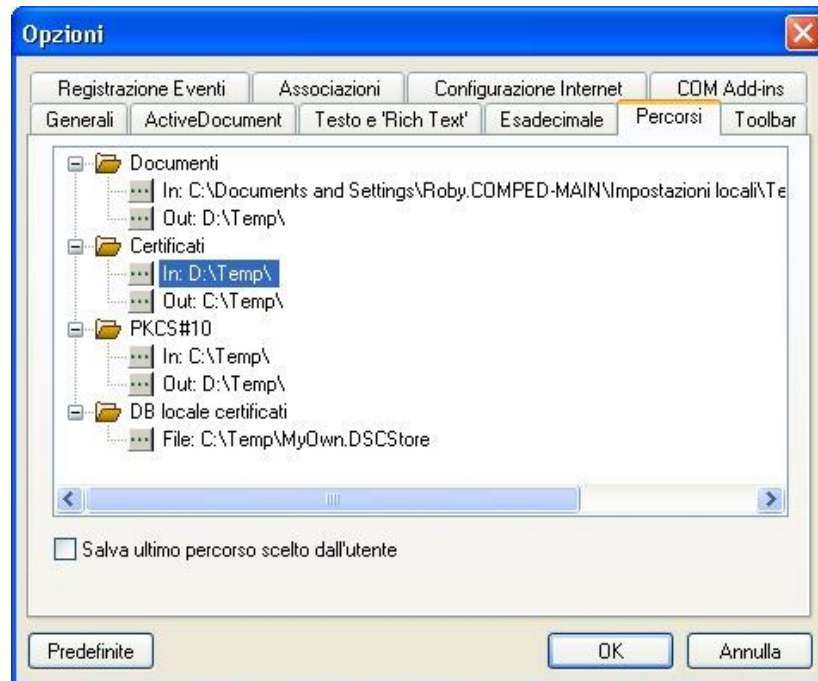 Opzioni
Registrazione Eventi Associazioni Configurazione Internet COM Add-ins
Generali ActiveDocument Testo e 'Rich Text' Esadecimale Percorsi Toolbar
Documenti
In: C:\Documents and Settings\Roby.COMPED-MAIN\Impostazioni locali\Te
Out: D:\Temp\
Certificati
In: D:\Temp\
Out: C:\Temp\
PKCS#10
In: C:\Temp\
Out: D:\Temp\
DB locale certificati
File: C:\Temp\MyOwn.DSCStore
Salva ultimo percorso scelto dall'utente
Predefinite OK Annulla